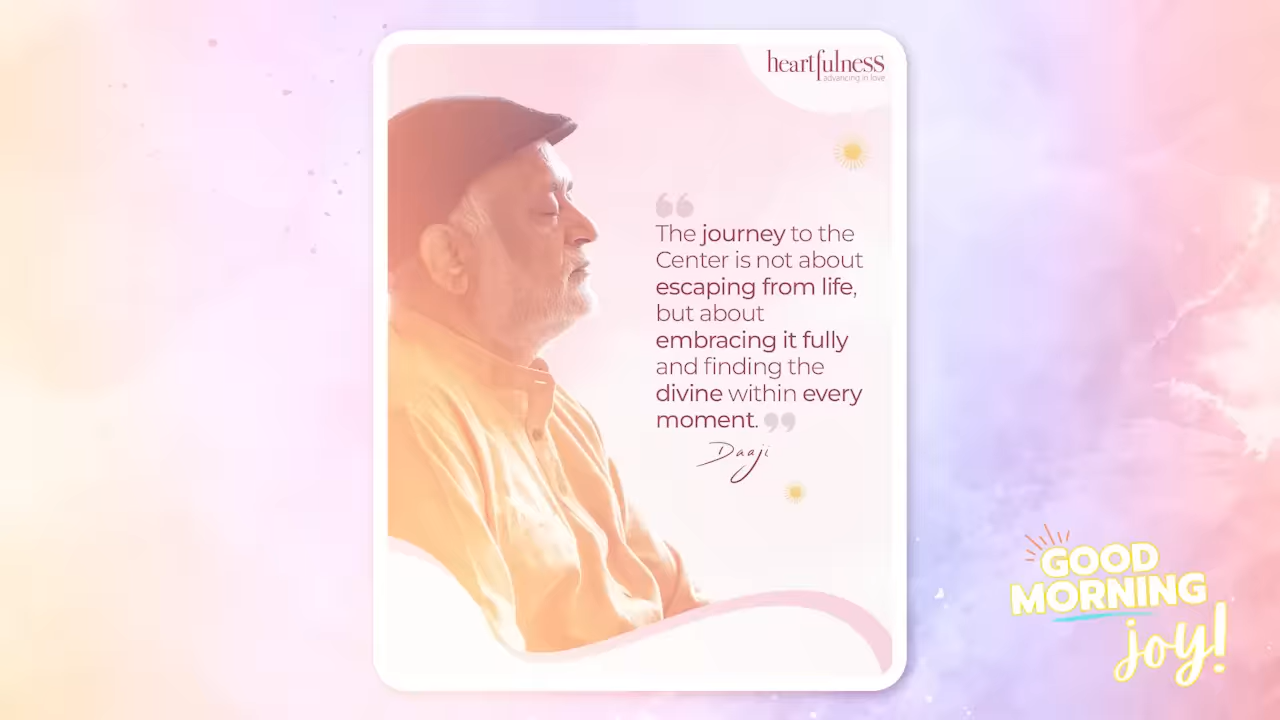 heartfulness
advancing in love
❝
The journey to the
Center is not about
escaping from life,
but about
embracing it fully
and finding the
divine within every
moment. ❞
Daaji
GOOD
MORNING
joy!